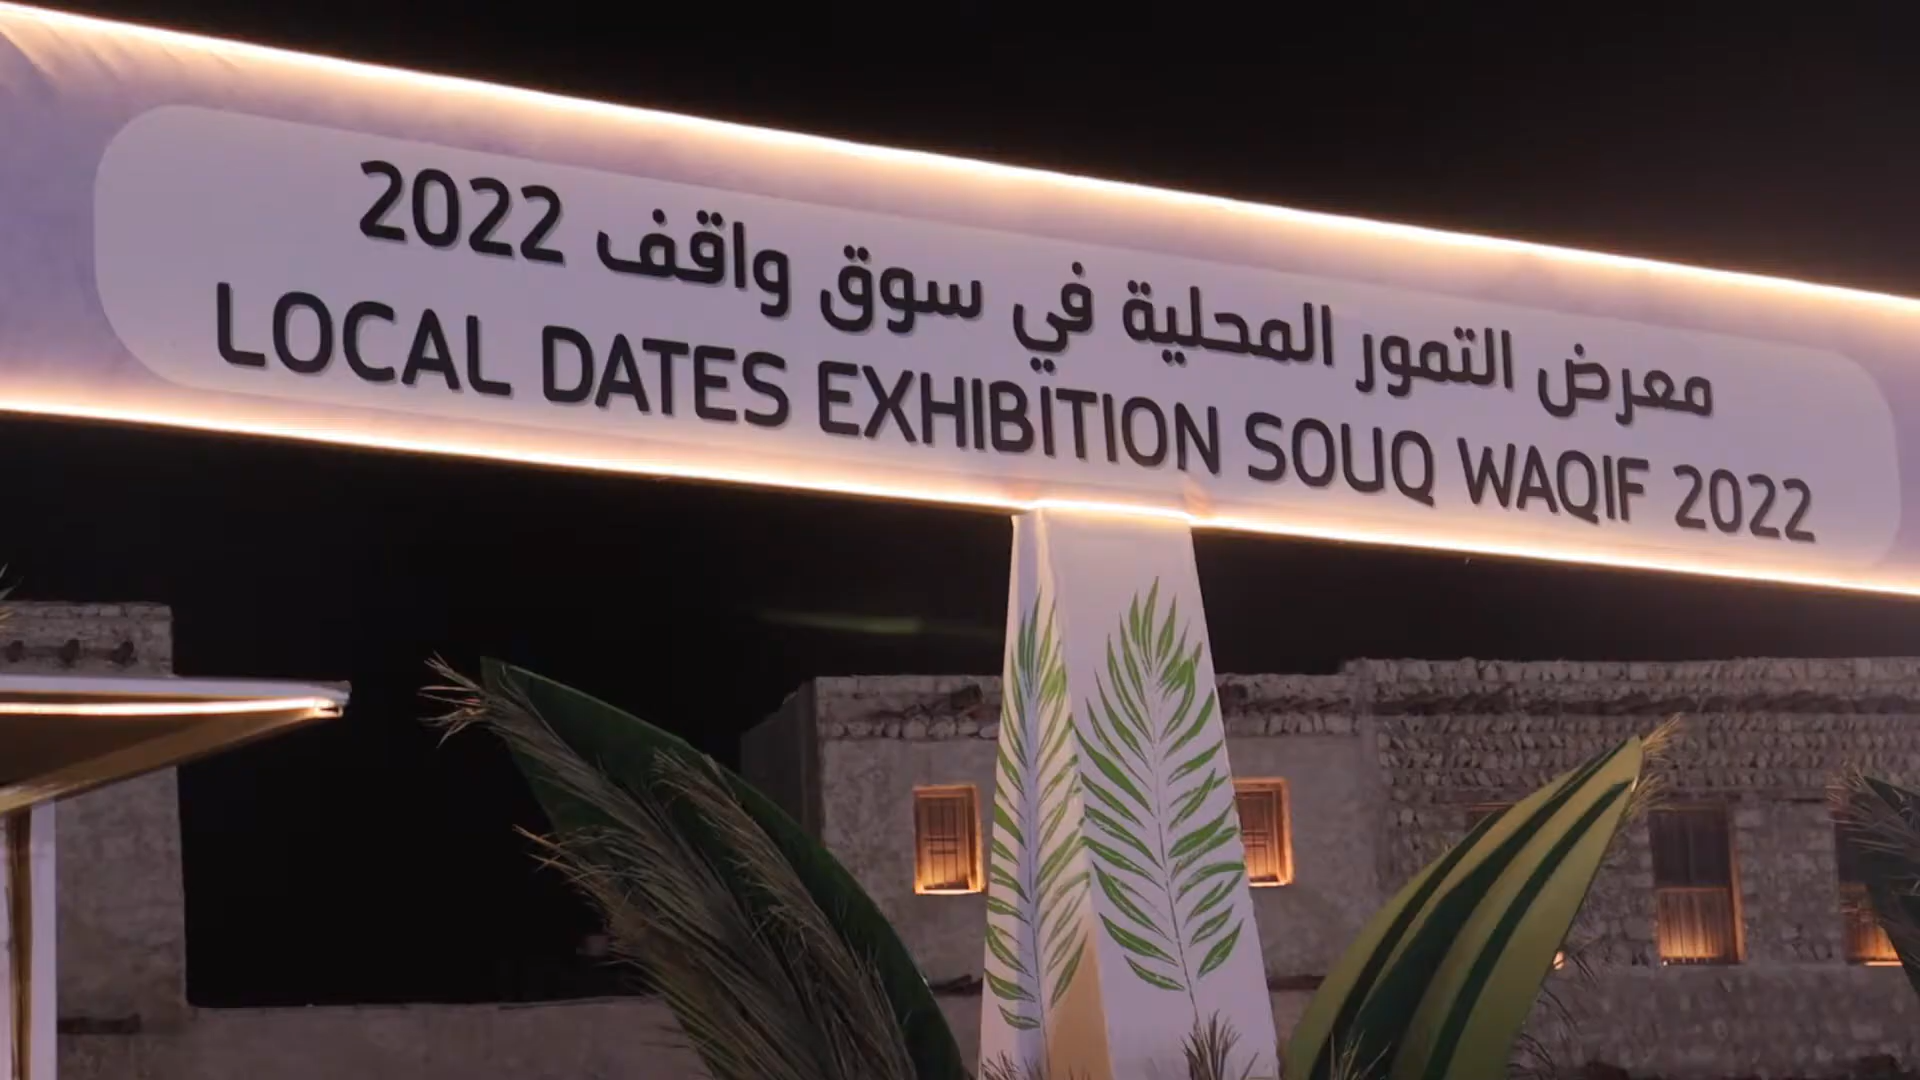 معرض التمور المحلية في سوق واقف 2022
LOCAL DATES EXHIBITION SOUQ WAQIF 2022